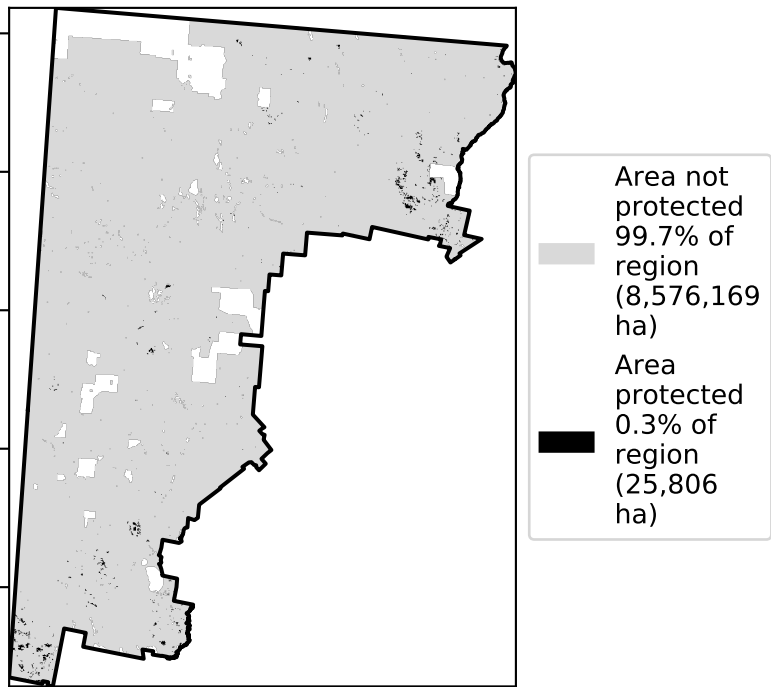 Area not
protected
99.7% of
region
(8,576,169
ha)
Area
protected
0.3% of
region
(25,806
ha)